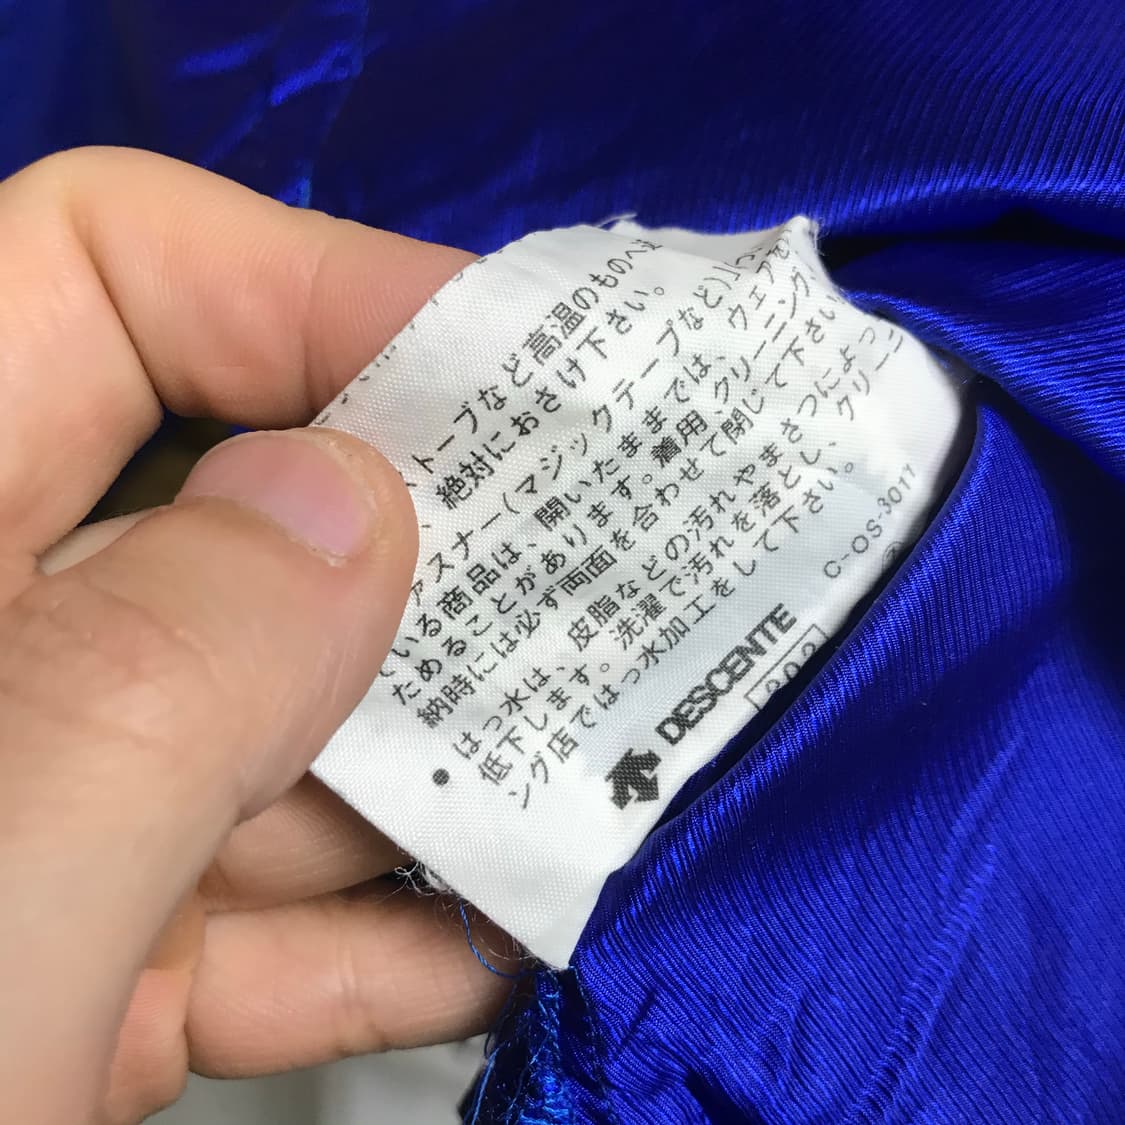 トーブなど高温のものへ近
、絶対におさけ下さい。
ァスナー(マジックテープなど)」
ている商品は、開いたままでは、ウェアを
ためることがあります。着用、クリーニング、
納時には必ず両面を合わせて閉じて下さい
● はっ水は、皮脂などの汚れやまさつによっ
低下します。洗濯で汚れを落とし、クリーニ
ング店ではっ水加工をして下さい。
C-OS-3017
DESCENTE